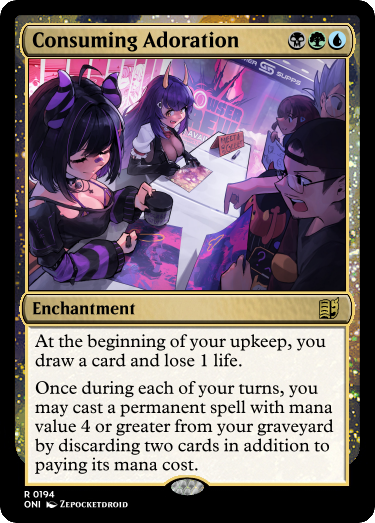 Consuming Adoration
SUPPS
Enchantment
At the beginning of your upkeep, you
draw a card and lose 1 life.
Once during each of your turns, you
may cast a permanent spell with mana
value 4 or greater from your graveyard
by discarding two cards in addition to
paying its mana cost.
R 0194
ONI ZEPOCKETDROID